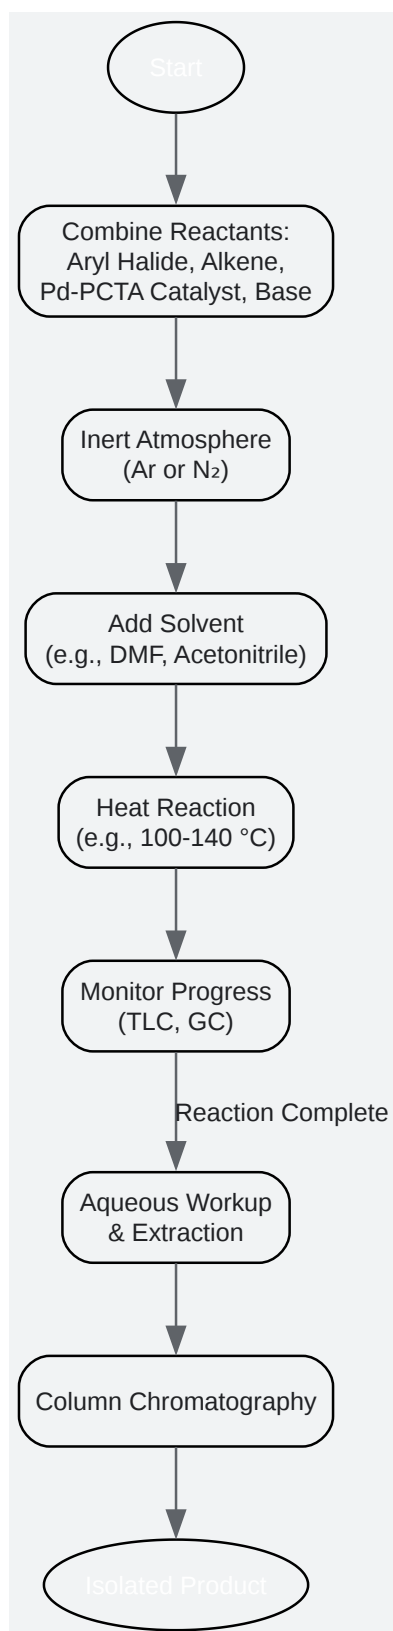 Start
Combine Reactants:
Aryl Halide, Alkene,
Pd-PCTA Catalyst, Base
Inert Atmosphere
(Ar or N₂)
Add Solvent
(e.g., DMF, Acetonitrile)
Heat Reaction
(e.g., 100-140 °C)
Monitor Progress
(TLC, GC)
Reaction Complete
Aqueous Workup
& Extraction
Column Chromatography
Isolated Product